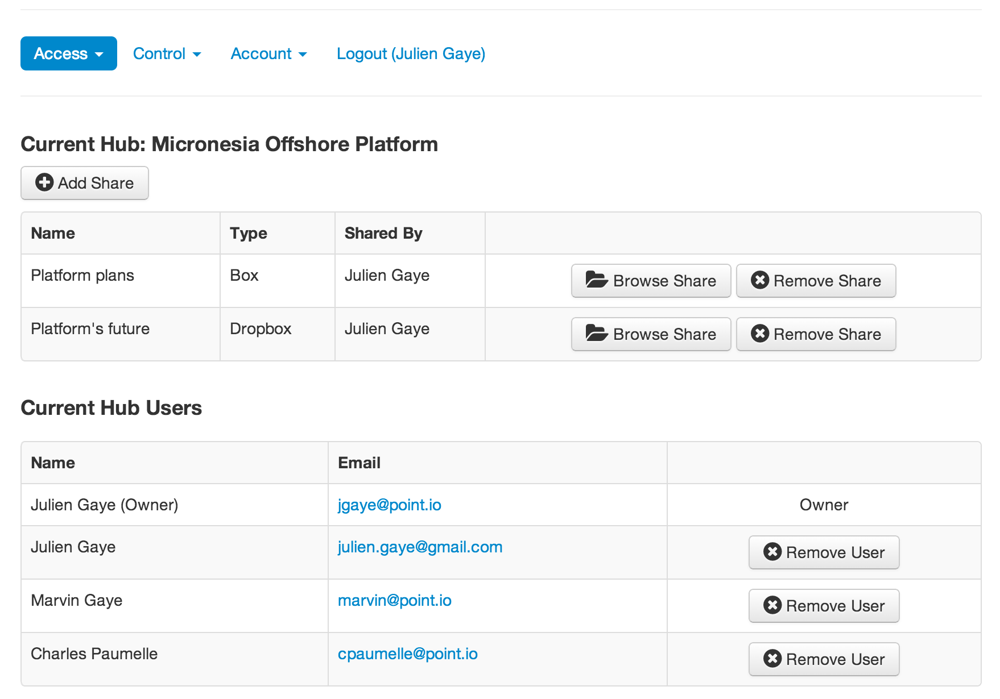 Access Control Account Logout (Julien Gaye)
Current Hub: Micronesia Offshore Platform
Add Share
Name Type Shared By
Platform plans Box Julien Gaye Browse Share Remove Share
Platform's future Dropbox Julien Gaye Browse Share Remove Share
Current Hub Users
Name Email
Julien Gaye (Owner) jgaye@point.io Owner
Julien Gaye julien.gaye@gmail.com Remove User
Marvin Gaye marvin@point.io Remove User
Charles Paumelle cpaumelle@point.io Remove User